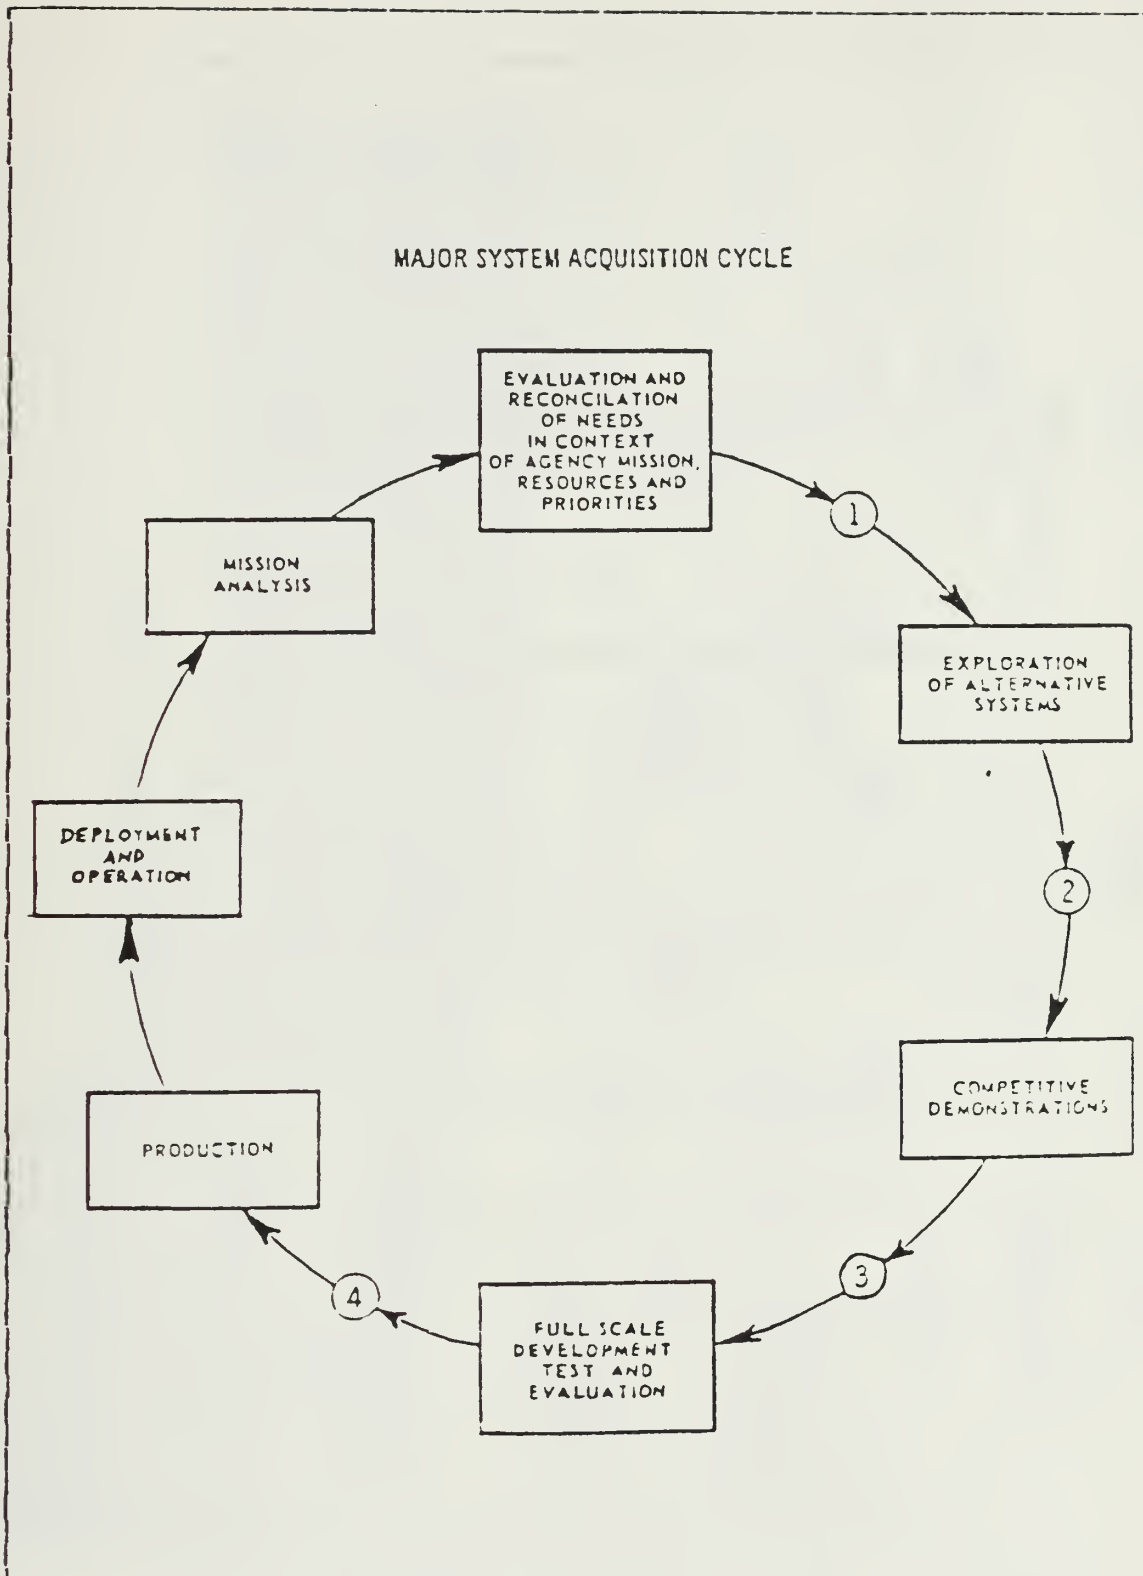 MAJOR SYSTEM ACQUISITION CYCLE
EVALUATION AND
RECONCILATION
OF NEEDS
IN CONTEXT
OF AGENCY MISSION,
RESOURCES AND
PRIORITIES
1
EXPLORATION
OF ALTERNATIVE
SYSTEMS
2
COMPETITIVE
DEMONSTRATIONS
3
FULL SCALE
DEVELOPMENT
TEST AND
EVALUATION
4
PRODUCTION
DEPLOYMENT
AND
OPERATION
MISSION
ANALYSIS